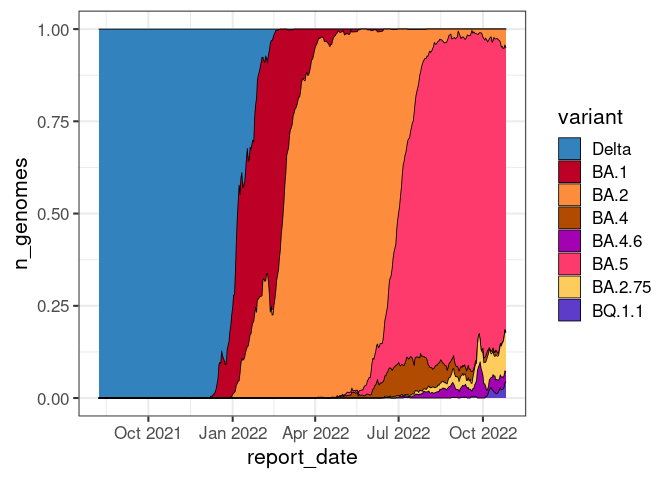 1.00
0.75
0.50
0.25
0.00
n_genomes
Oct 2021 Jan 2022 Apr 2022 Jul 2022 Oct 2022
report_date
variant
Delta
BA.1
BA.2
BA.4
BA.4.6
BA.5
BA.2.75
BQ.1.1